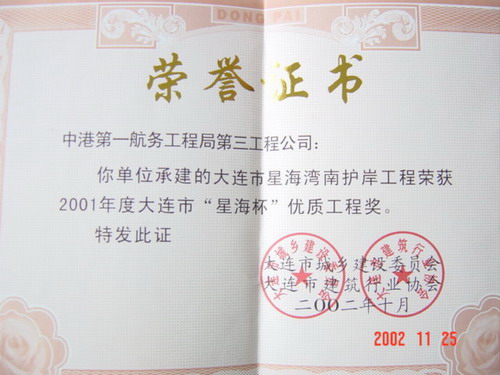 DONG PAI
荣誉证书
中港第一航务工程局第三工程公司：
你单位承建的大连市星海湾南护岸工程荣获
2001年度大连市“星海杯”优质工程奖。
特发此证
大连市城乡建设委员会
大连市建筑行业协会
二〇〇二年十月
2002 11 25